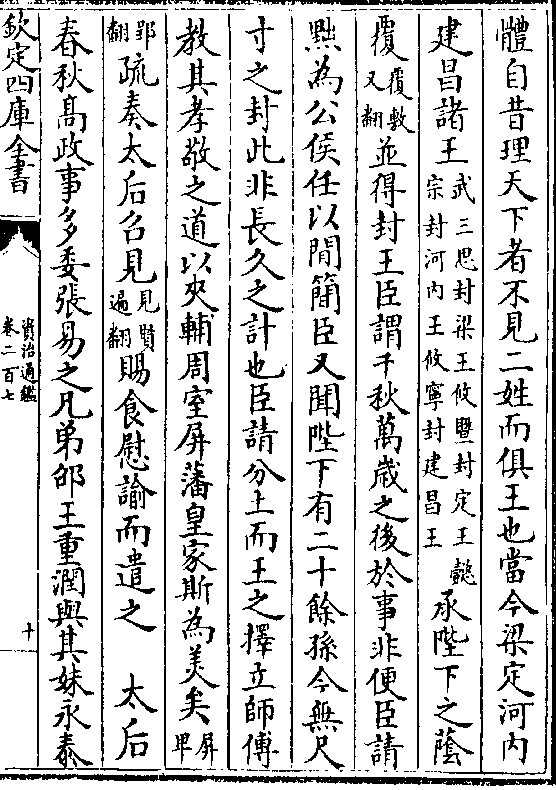 體自昔理天下者不見二姓而俱王也當今梁定河内
建昌諸王武三思封梁王攸暨封定王懿宗封河内王攸寧封建昌王承陛下之䕃
覆覆敷又翻並得封王臣謂千秋萬歲之後於事非便臣請
黜為公侯任以閒簡臣又聞陛下有二十餘孫今無尺
寸之封此非長久之計也臣請分土而王之擇立師傅
教其孝敬之道以夾輔周室屏藩皇家斯為美矣屏卑
郢翻疏奏太后召見見賢遍翻賜食慰諭而遣之　太后
春秋高政事多委張易之兄弟邵王重潤與其妹永泰
欽定四庫全書
資治通鑑
卷二百七
十